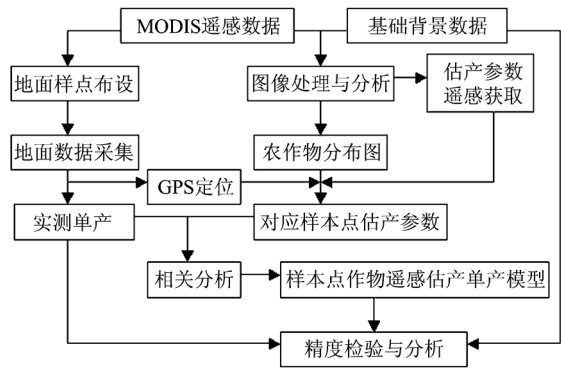 MODIS遥感数据
基础背景数据
地面样点布设
图像处理与分析
估产参数
遥感获取
地面数据采集
农作物分布图
GPS定位
实测单产
对应样本点估产参数
相关分析
样本点作物遥感估产单产模型
精度检验与分析